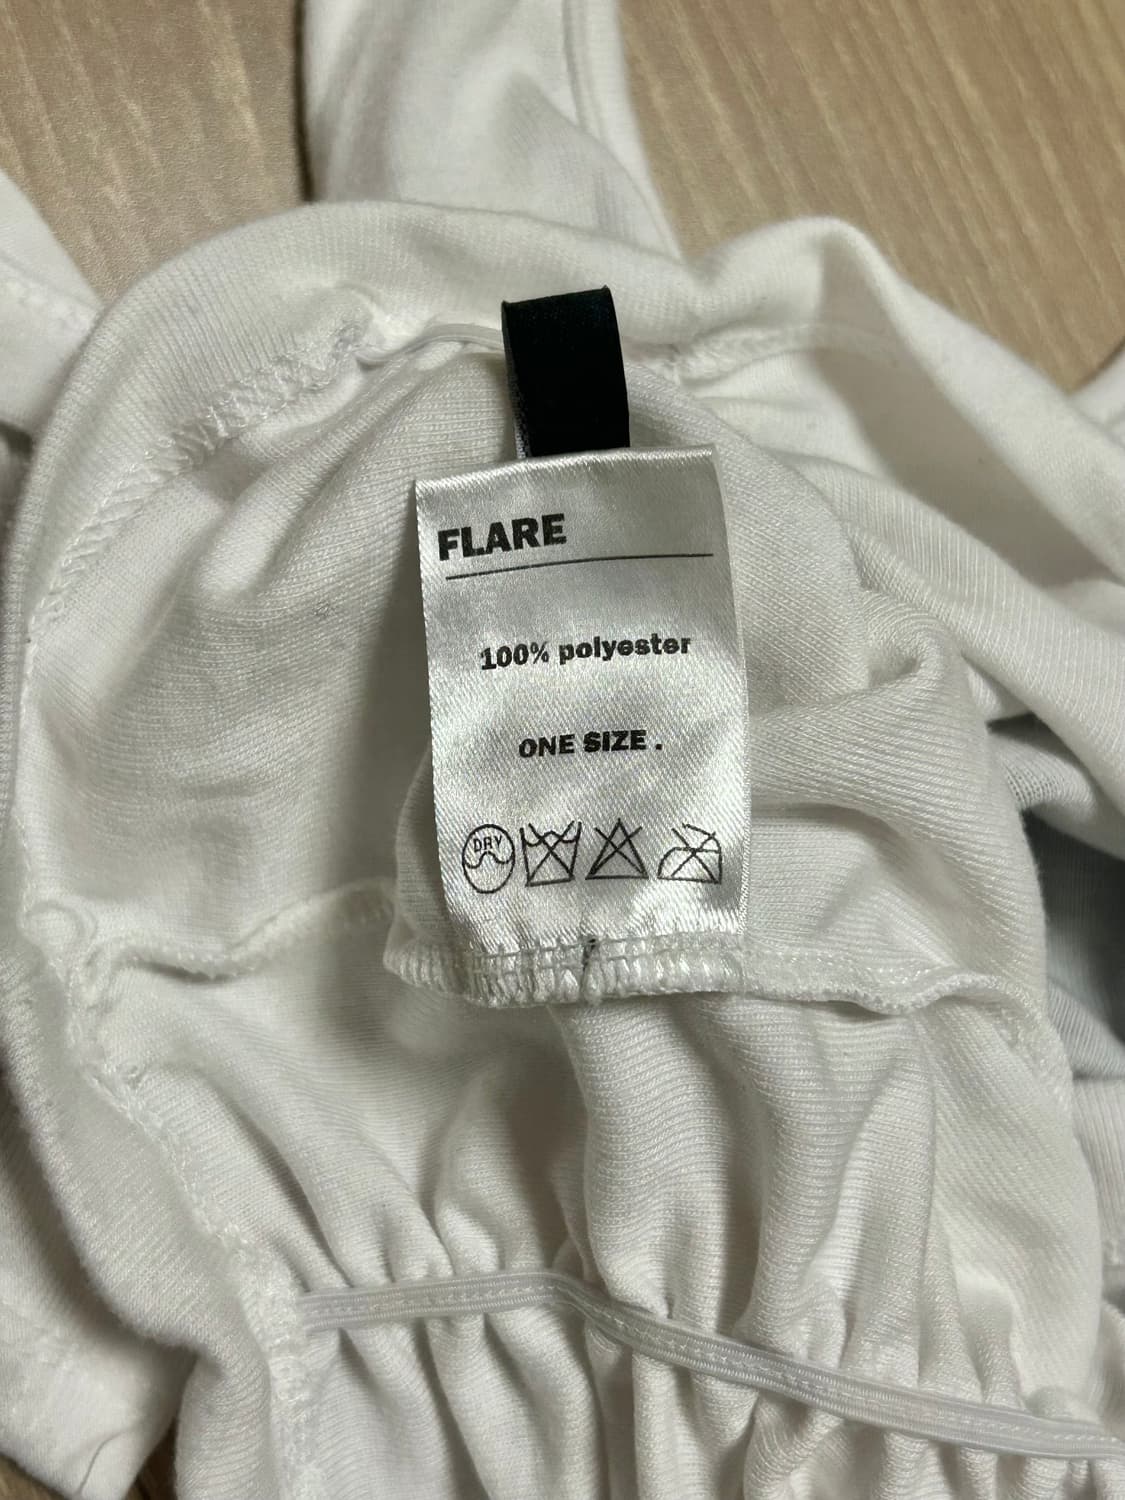 FLARE
100% polyester
ONE SIZE .
DRY